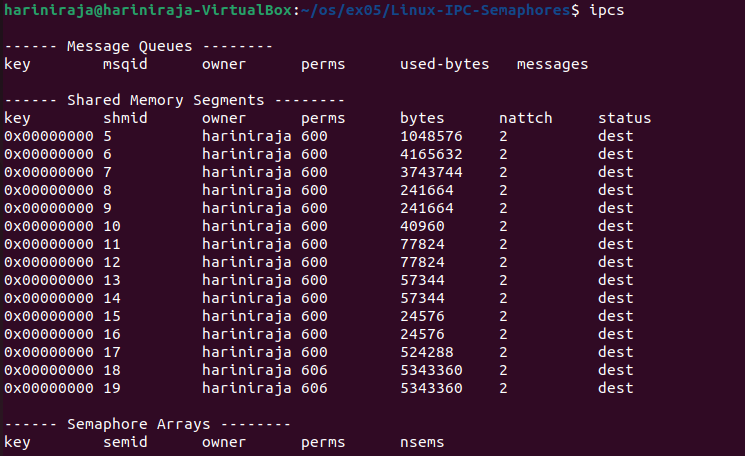 hariniraja@hariniraja-VirtualBox:~/os/ex05/Linux-IPC-Semaphores$ ipcs
------ Message Queues --------
key        msqid      owner      perms      used-bytes   messages
------ Shared Memory Segments --------
key        shmid      owner      perms      bytes      nattch     status
0x00000000 5          hariniraja 600        1048576    2          dest
0x00000000 6          hariniraja 600        4165632    2          dest
0x00000000 7          hariniraja 600        3743744    2          dest
0x00000000 8          hariniraja 600        241664     2          dest
0x00000000 9          hariniraja 600        241664     2          dest
0x00000000 10         hariniraja 600        40960      2          dest
0x00000000 11         hariniraja 600        77824      2          dest
0x00000000 12         hariniraja 600        77824      2          dest
0x00000000 13         hariniraja 600        57344      2          dest
0x00000000 14         hariniraja 600        57344      2          dest
0x00000000 15         hariniraja 600        24576      2          dest
0x00000000 16         hariniraja 600        24576      2          dest
0x00000000 17         hariniraja 600        524288     2          dest
0x00000000 18         hariniraja 606        5343360    2          dest
0x00000000 19         hariniraja 606        5343360    2          dest
------ Semaphore Arrays --------
key        semid      owner      perms      nsems